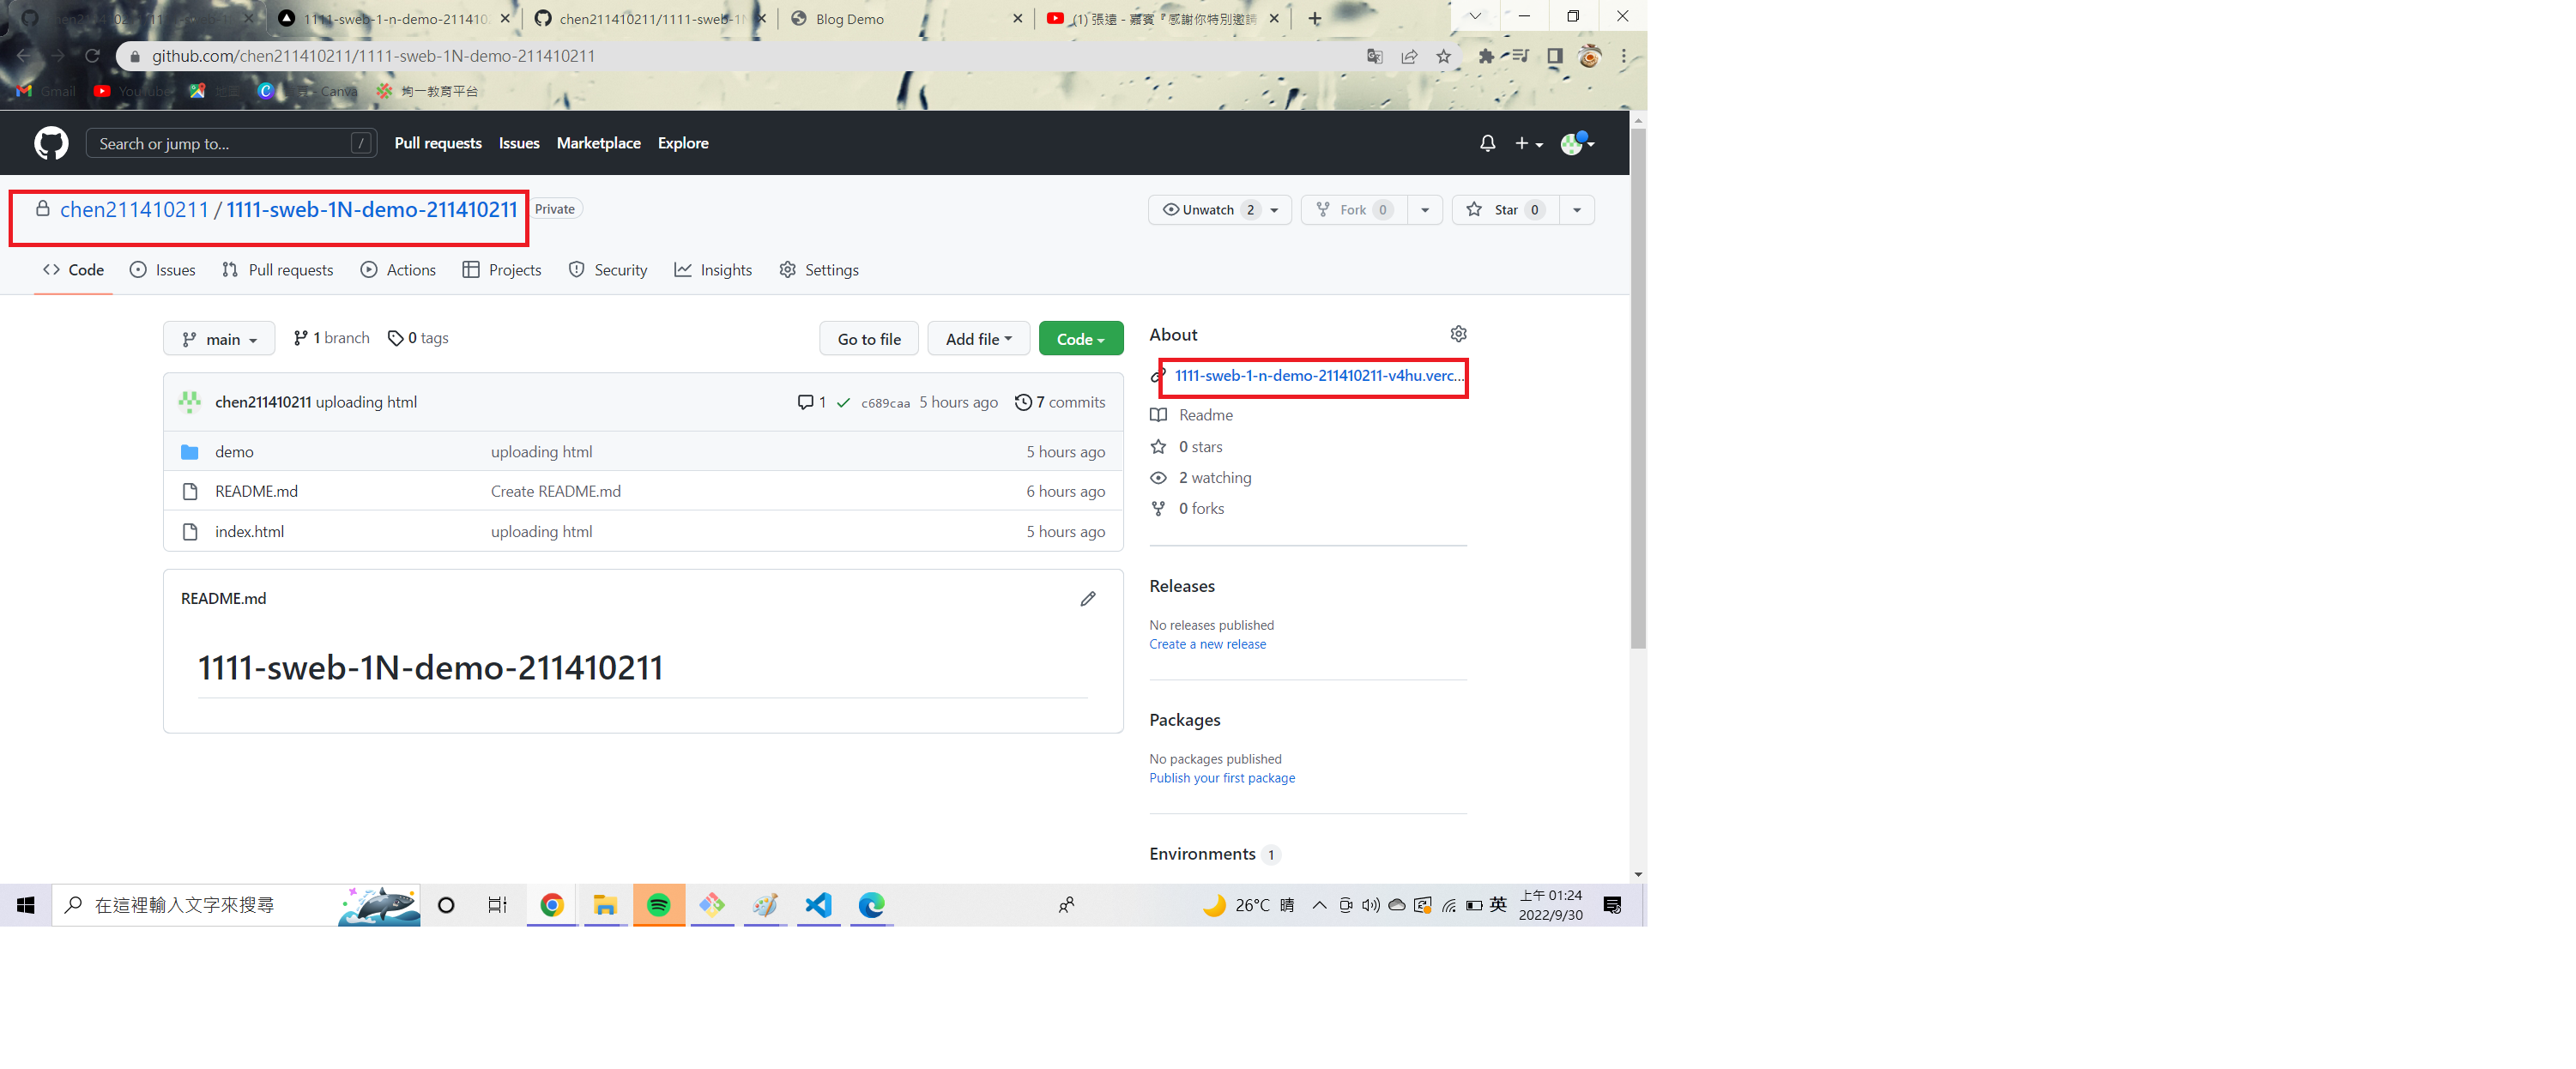 1111-sweb-1-n-demo-21141021
chen211410211/1111-sweb-1N
Blog Demo
(1) 張遠 - 嘉賓『感謝你特別邀請
github.com/chen211410211/1111-sweb-1N-demo-211410211
Gmail
YouTube
Canva
均一教育平台
Search or jump to...
/
Pull requests
Issues
Marketplace
Explore
chen211410211 / 1111-sweb-1N-demo-211410211
Private
Unwatch 2
Fork 0
Star 0
Code
Issues
Pull requests
Actions
Projects
Security
Insights
Settings
main
1 branch
0 tags
Go to file
Add file
Code
chen211410211 uploading html
1
c689caa 5 hours ago
7 commits
demo
uploading html
5 hours ago
README.md
Create README.md
6 hours ago
index.html
uploading html
5 hours ago
README.md
1111-sweb-1N-demo-211410211
About
1111-sweb-1-n-demo-211410211-v4hu.verc...
Readme
0 stars
2 watching
0 forks
Releases
No releases published
Create a new release
Packages
No packages published
Publish your first package
Environments 1
在這裡輸入文字來搜尋
26°C 晴
英
上午 01:24
2022/9/30